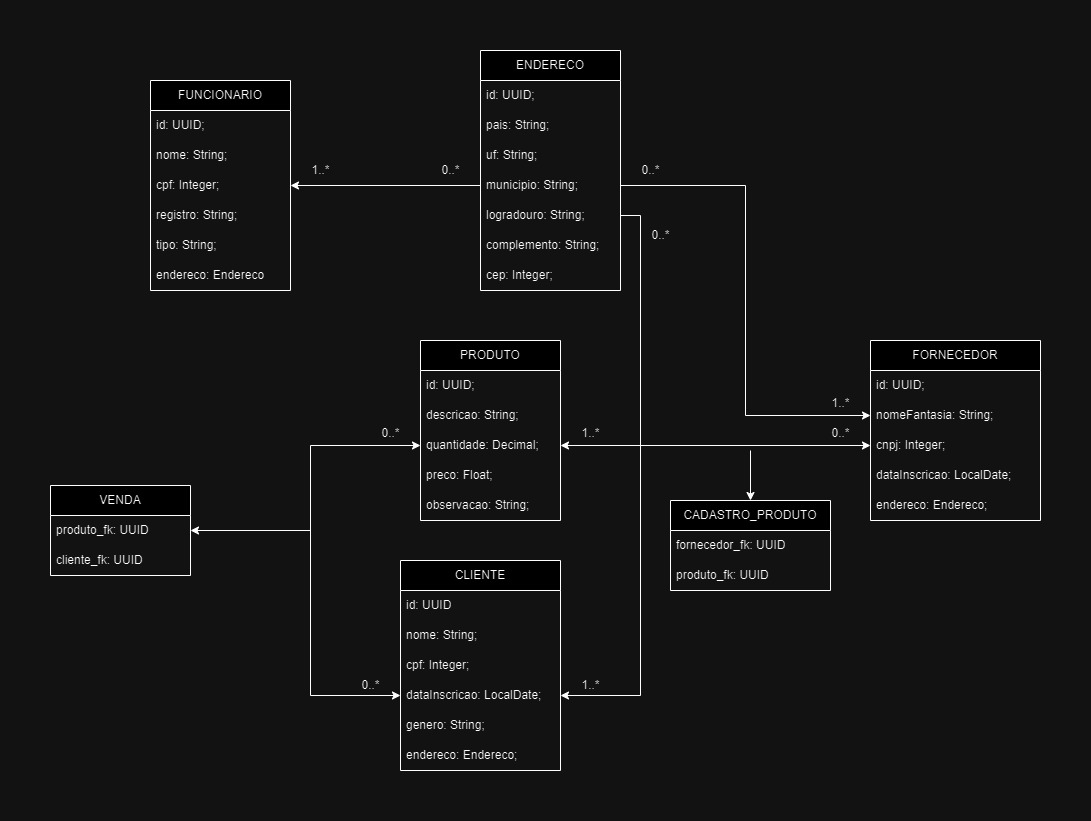 ENDERECO
id: UUID;
pais: String;
uf: String;
municipio: String;
logradouro: String;
complemento: String;
cep: Integer;
FUNCIONARIO
id: UUID;
nome: String;
cpf: Integer;
registro: String;
tipo: String;
endereco: Endereco
1..*
0..*
0..*
0..*
PRODUTO
id: UUID;
descricao: String;
quantidade: Decimal;
preco: Float;
observacao: String;
FORNECEDOR
id: UUID;
nomeFantasia: String;
cnpj: Integer;
dataInscricao: LocalDate;
endereco: Endereco;
1..*
0..*
1..*
0..*
VENDA
produto_fk: UUID
cliente_fk: UUID
CADASTRO_PRODUTO
fornecedor_fk: UUID
produto_fk: UUID
CLIENTE
id: UUID
nome: String;
cpf: Integer;
dataInscricao: LocalDate;
genero: String;
endereco: Endereco;
0..*
1..*